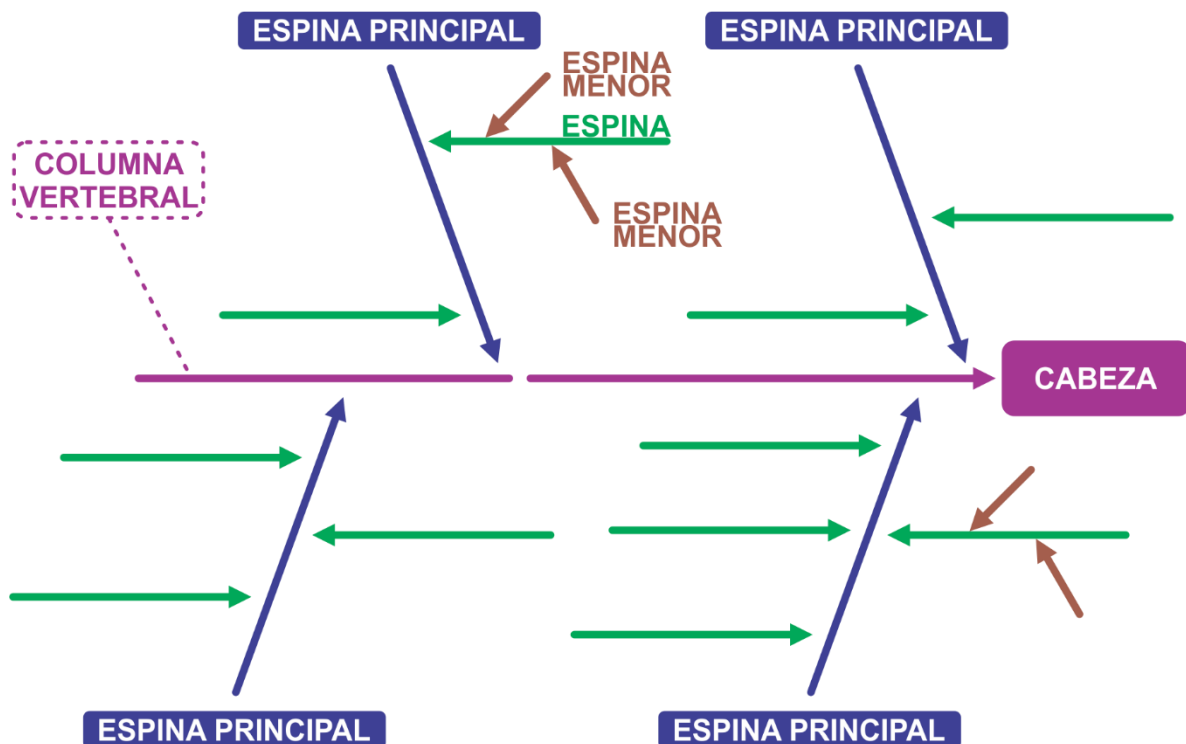 ESPINA PRINCIPAL
ESPINA PRINCIPAL
ESPINA
MENOR
ESPINA
COLUMNA
VERTEBRAL
ESPINA
MENOR
CABEZA
ESPINA PRINCIPAL
ESPINA PRINCIPAL